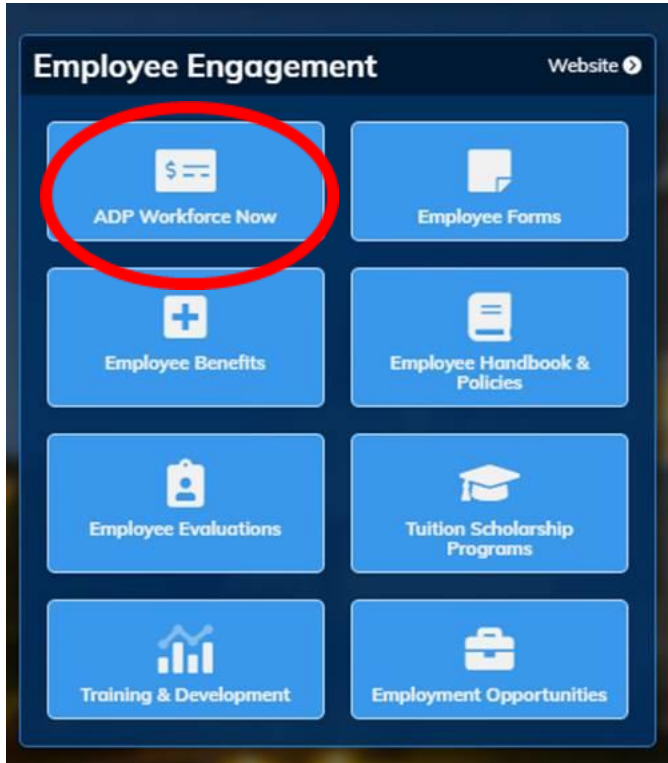 Employee Engagement
Website
$
ADP Workforce Now
Employee Forms
Employee Benefits
Employee Handbook &
Policies
Employee Evaluations
Tuition Scholarship
Programs
Training & Development
Employment Opportunities